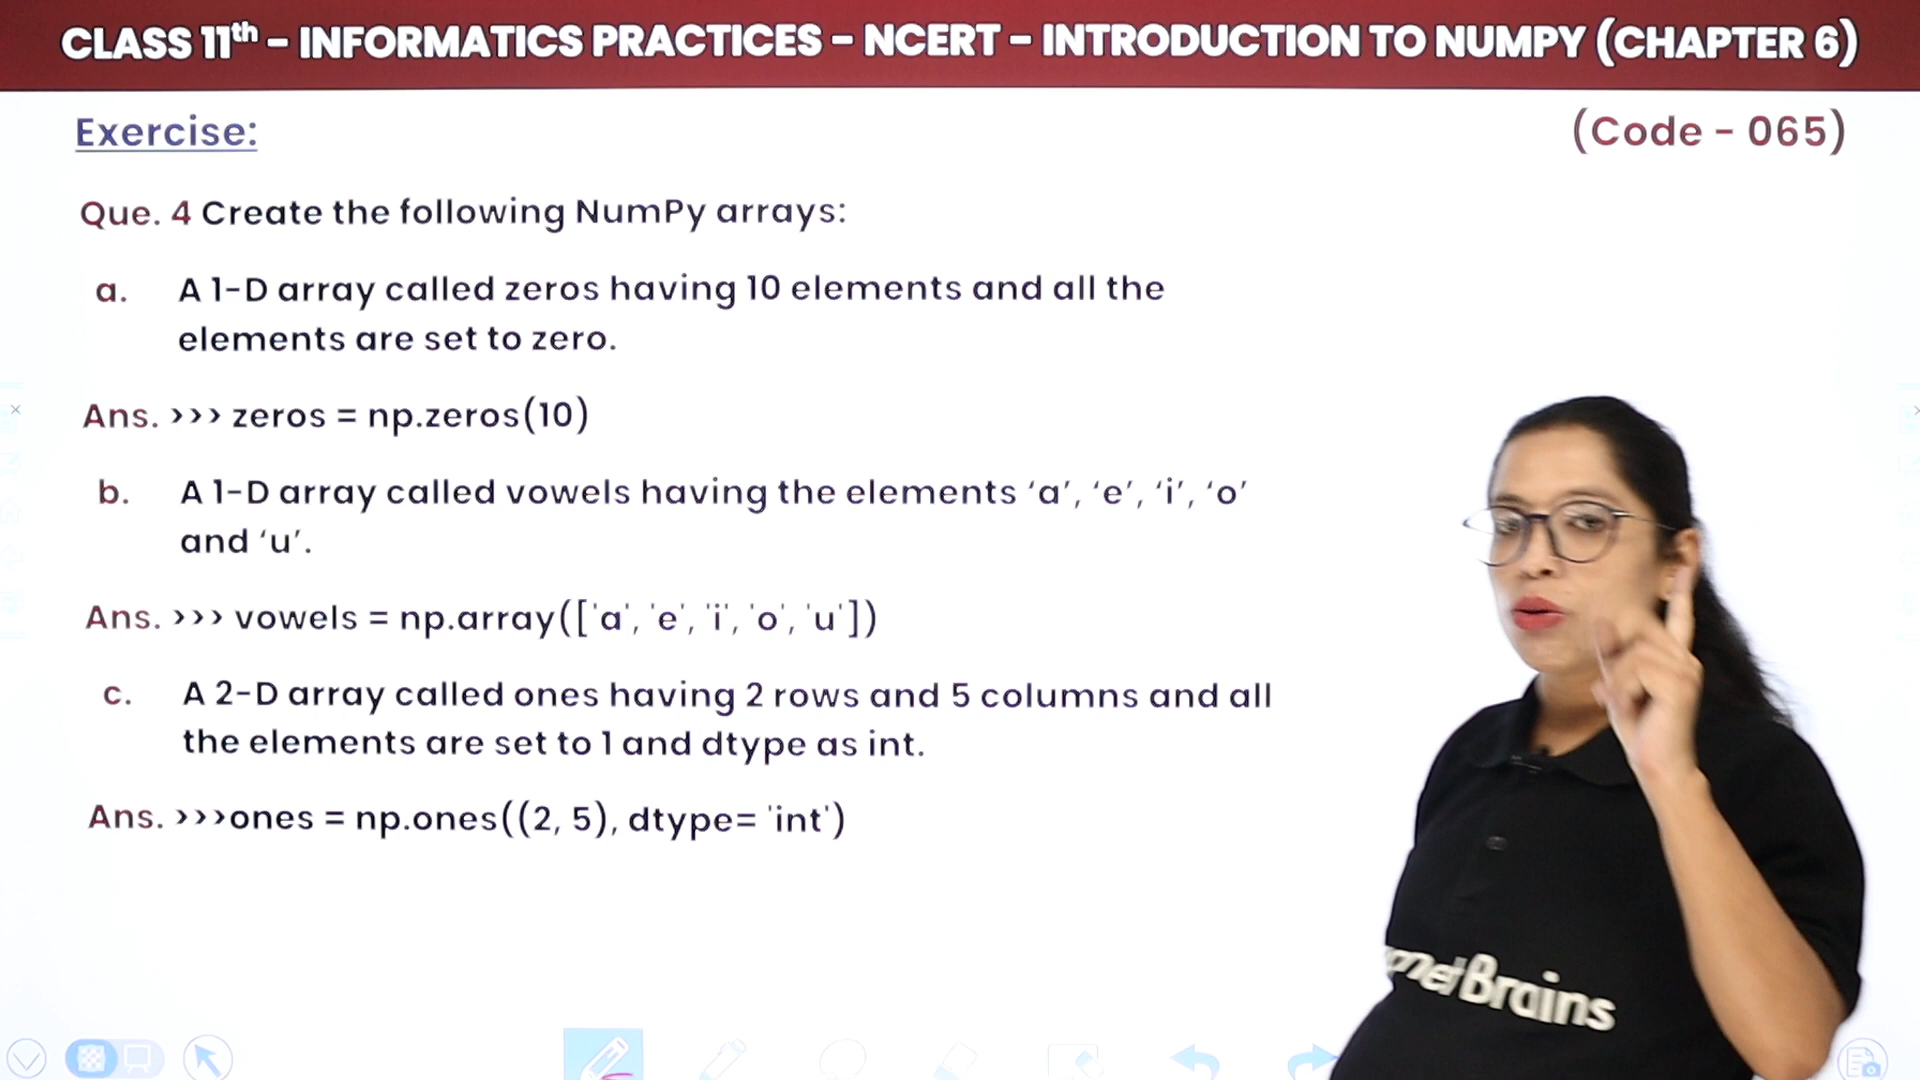 CLASS 11th - INFORMATICS PRACTICES - NCERT - INTRODUCTION TO NUMPY (CHAPTER 6)
Exercise:
(Code - 065)
Que. 4 Create the following NumPy arrays:
a. A 1-D array called zeros having 10 elements and all the
elements are set to zero.
Ans. >>> zeros = np.zeros(10)
b. A 1-D array called vowels having the elements ‘a’, ‘e’, ‘i’, ‘o’
and ‘u’.
Ans. >>> vowels = np.array(['a', 'e', 'i', 'o', 'u'])
c. A 2-D array called ones having 2 rows and 5 columns and all
the elements are set to 1 and dtype as int.
Ans. >>>ones = np.ones((2, 5), dtype= 'int')
Brains